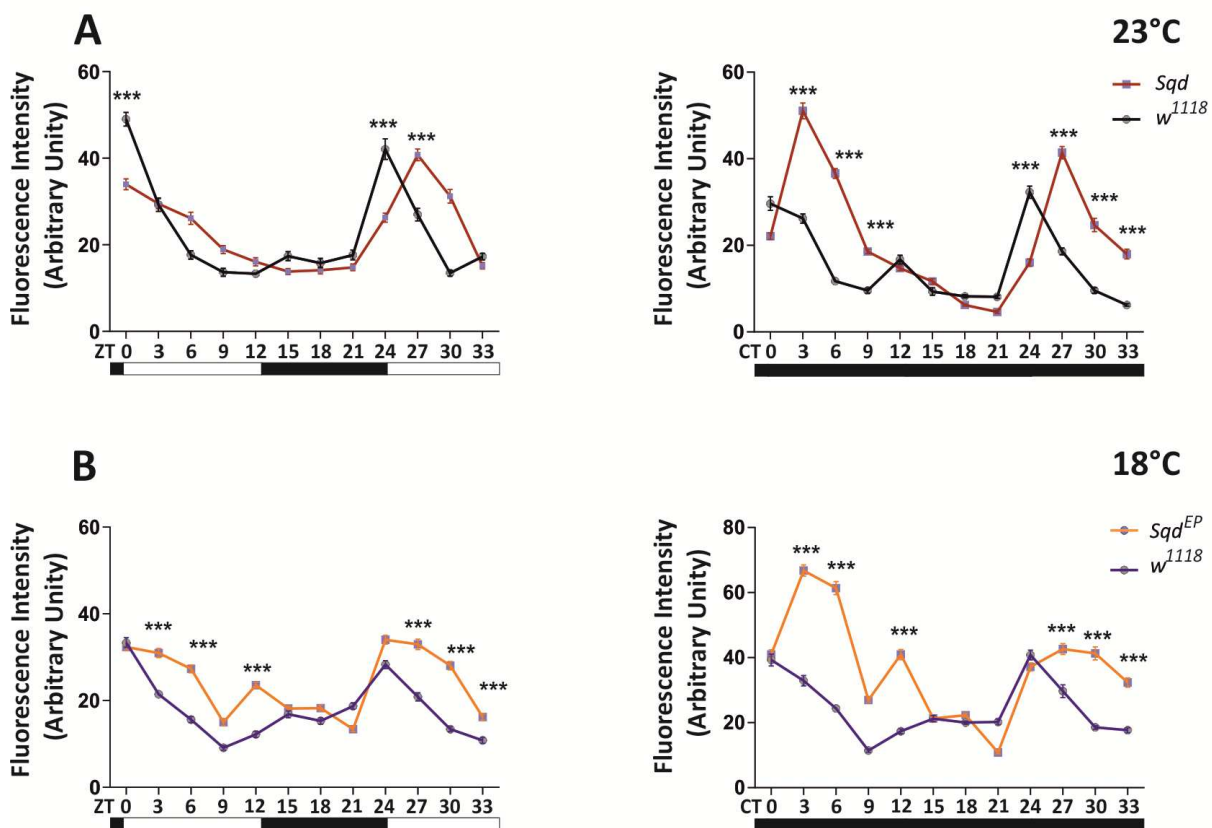 A
23°C
Fluorescence Intensity
(Arbitrary Unity)
60
40
20
0
***
***
***
ZT 0 3 6 9 12 15 18 21 24 27 30 33
Fluorescence Intensity
(Arbitrary Unity)
60
40
20
0
***
***
***
***
***
***
***
Sqd
w1118
CT 0 3 6 9 12 15 18 21 24 27 30 33
B
18°C
Fluorescence Intensity
(Arbitrary Unity)
60
40
20
0
***
***
***
***
***
***
ZT 0 3 6 9 12 15 18 21 24 27 30 33
Fluorescence Intensity
(Arbitrary Unity)
80
60
40
20
0
***
***
***
***
***
***
SqdEP
w1118
CT 0 3 6 9 12 15 18 21 24 27 30 33